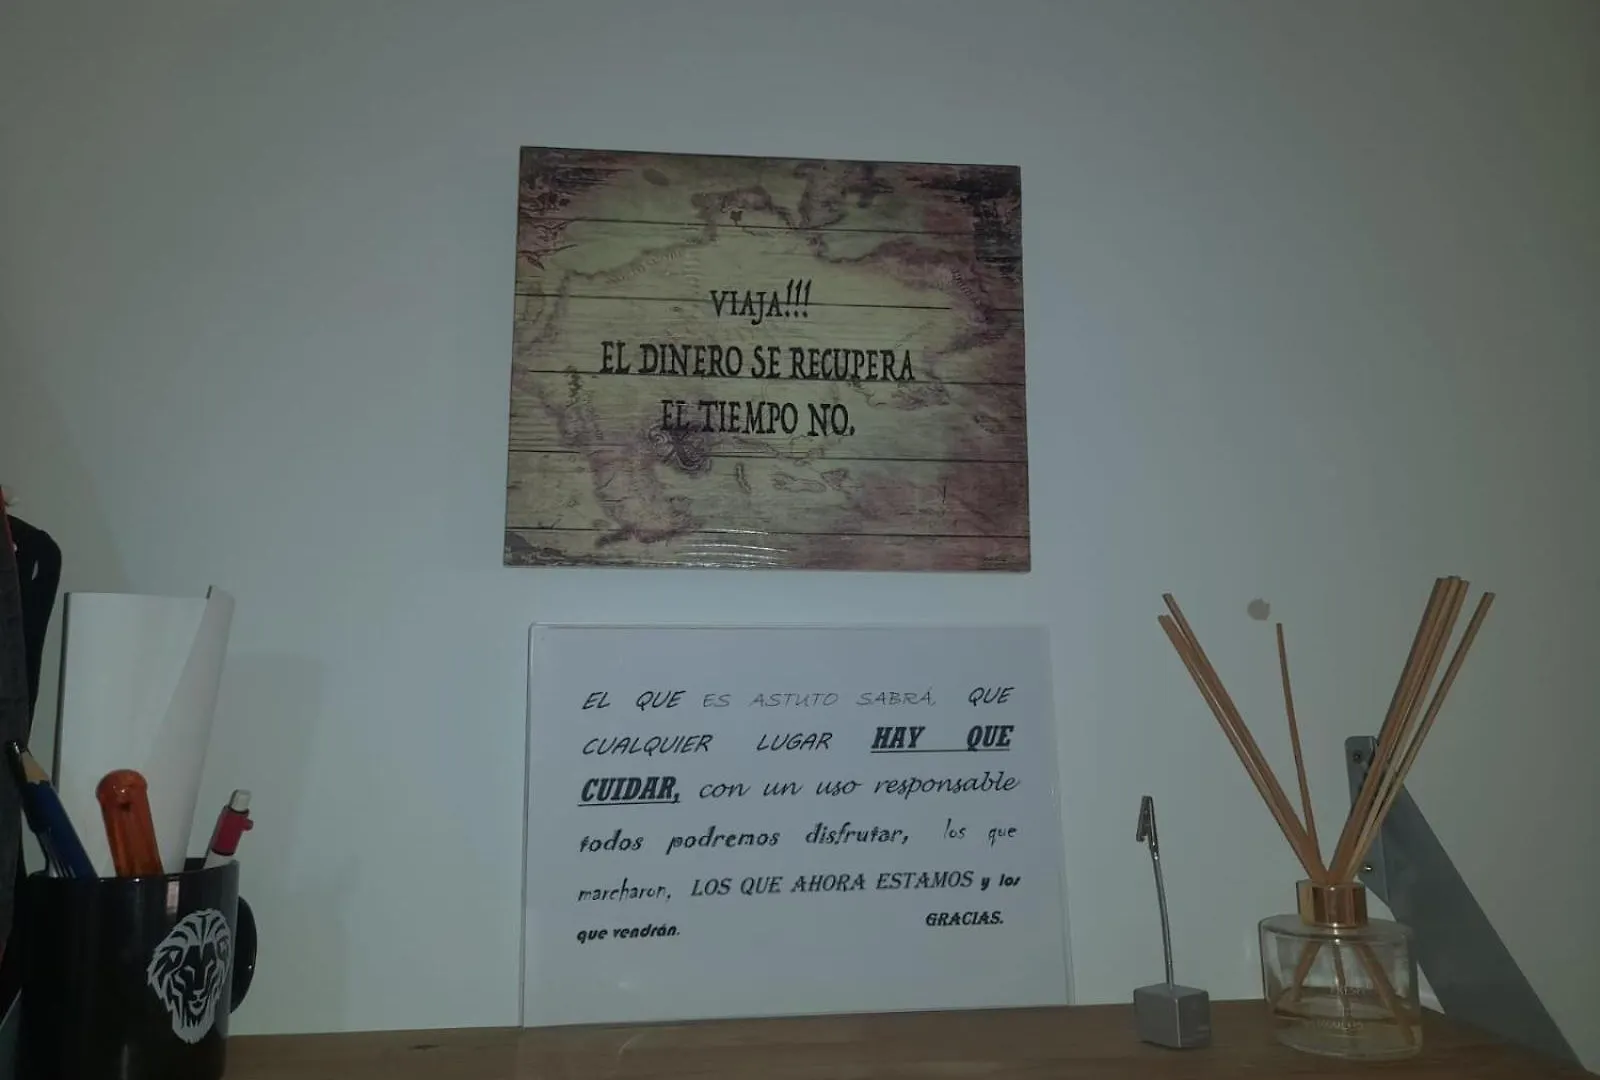 VIAJA!!!
EL DINERO SE RECUPERA
EL TIEMPO NO.
EL QUE ES ASTUTO SABRÁ, QUE
CUALQUIER LUGAR HAY QUE
CUIDAR, con un uso responsable
todos podremos disfrutar, los que
marcharon, LOS QUE AHORA ESTAMOS y los
que vendrán. GRACIAS.